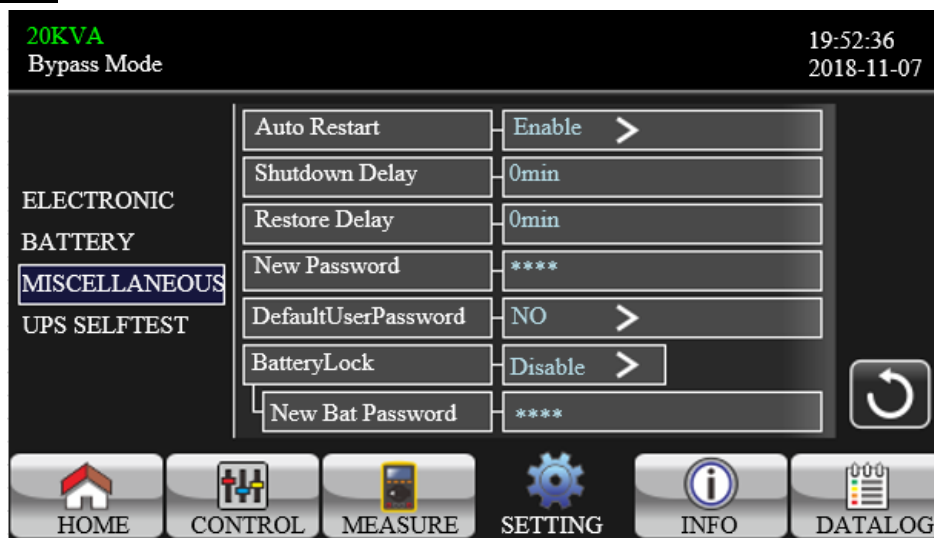 20KVA
Bypass Mode
19:52:36
2018-11-07
ELECTRONIC
BATTERY
MISCELLANEOUS
UPS SELFTEST
Auto Restart Enable >
Shutdown Delay 0min
Restore Delay 0min
New Password ****
DefaultUserPassword NO >
BatteryLock Disable >
New Bat Password ****
HOME CONTROL MEASURE SETTING INFO DATALOG